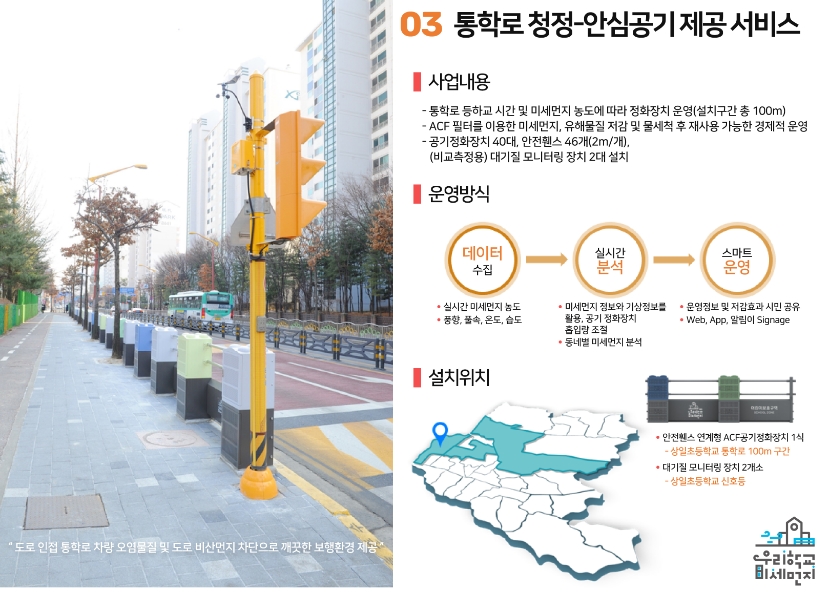 03 통학로 청정-안심공기 제공 서비스
사업내용
- 통학로 등하교 시간 및 미세먼지 농도에 따라 정화장치 운영(설치구간 총 100m)
- ACF 필터를 이용한 미세먼지, 유해물질 저감 및 물세척 후 재사용 가능한 경제적 운영
- 공기정화장치 40대, 안전휀스 46개(2m/개),
(비교측정용) 대기질 모니터링 장치 2대 설치
운영방식
데이터
수집
실시간
분석
스마트
운영
• 실시간 미세먼지 농도
• 풍향, 풍속, 온도, 습도
• 미세먼지 정보와 기상정보를
활용, 공기 정화장치
흡입량 조절
• 동네별 미세먼지 분석
• 운영정보 및 저감효과 시민 공유
• Web, App, 알림이 Signage
설치위치
• 안전휀스 연계형 ACF공기정화장치 1식
- 상일초등학교 통학로 100m 구간
• 대기질 모니터링 장치 2개소
- 상일초등학교 신호등
" 도로 인접 통학로 차량 오염물질 및 도로 비산먼지 차단으로 깨끗한 보행환경 제공 "
우리학교
미세먼지